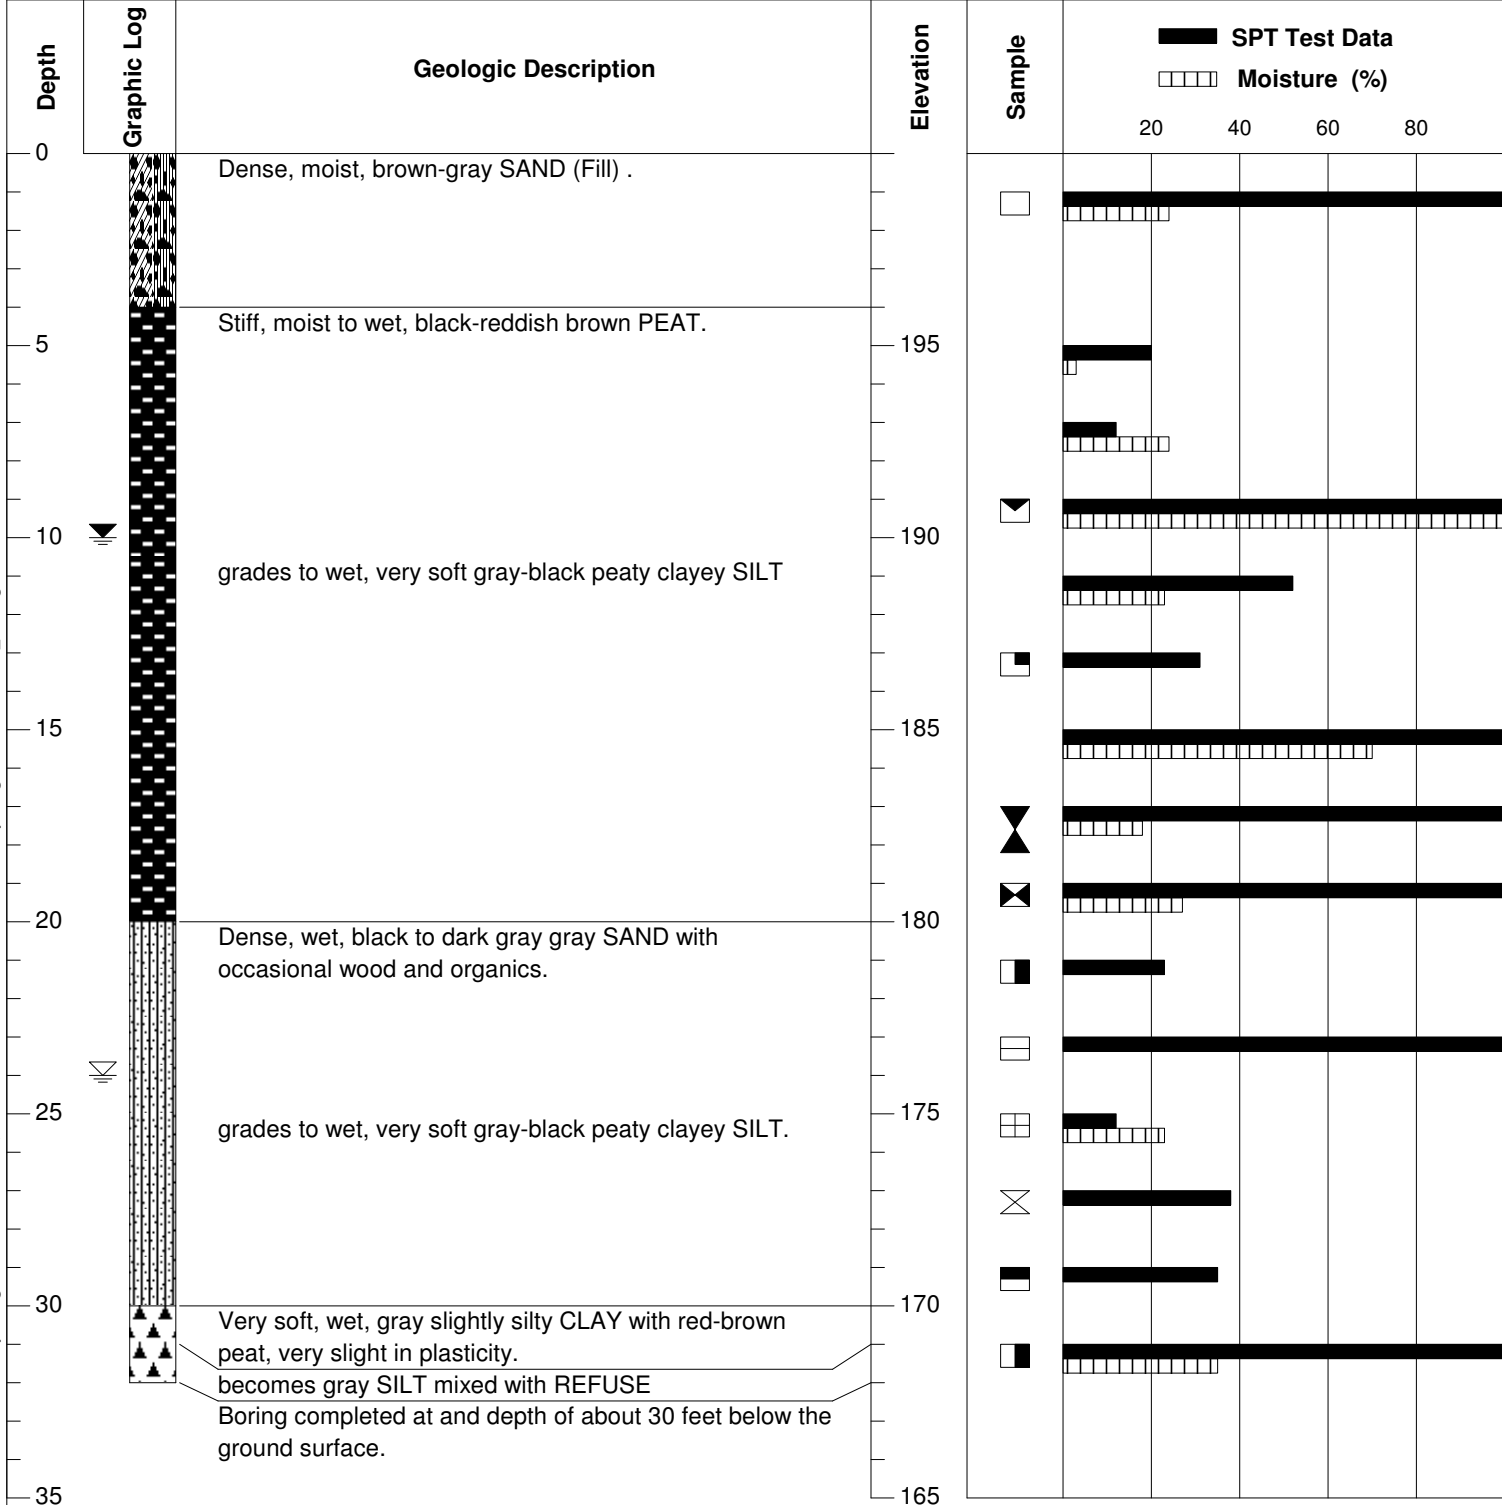 Depth
Graphic Log
Geologic Description
Elevation
Sample
SPT Test Data
Moisture (%)
20 40 60 80
0
Dense, moist, brown-gray SAND (Fill) .
Stiff, moist to wet, black-reddish brown PEAT.
5
195
10
190
grades to wet, very soft gray-black peaty clayey SILT
15
185
20
180
Dense, wet, black to dark gray gray SAND with
occasional wood and organics.
25
175
grades to wet, very soft gray-black peaty clayey SILT.
30
170
Very soft, wet, gray slightly silty CLAY with red-brown
peat, very slight in plasticity.
becomes gray SILT mixed with REFUSE
Boring completed at and depth of about 30 feet below the
ground surface.
35
165